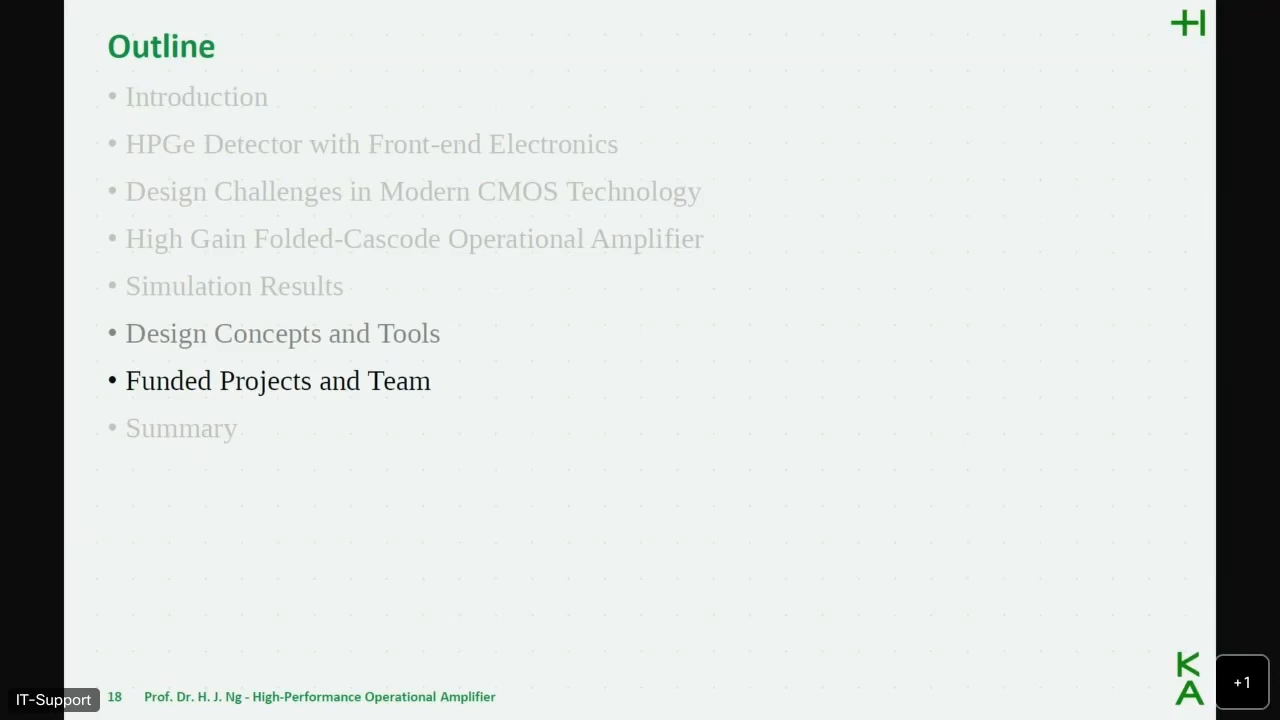 Outline
• Introduction
• HPGe Detector with Front-end Electronics
• Design Challenges in Modern CMOS Technology
• High Gain Folded-Cascode Operational Amplifier
• Simulation Results
• Design Concepts and Tools
• Funded Projects and Team
• Summary
18 Prof. Dr. H. J. Ng - High-Performance Operational Amplifier
IT-Support
H
K
A
+1